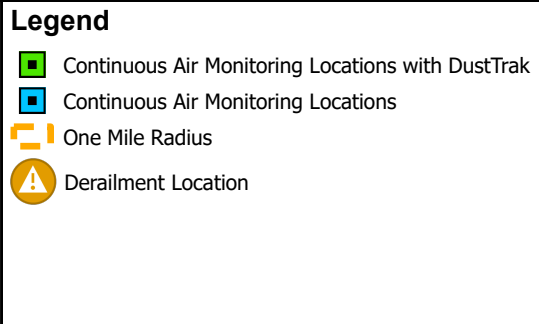 Legend
Continuous Air Monitoring Locations with DustTrak
Continuous Air Monitoring Locations
One Mile Radius
Derailment Location